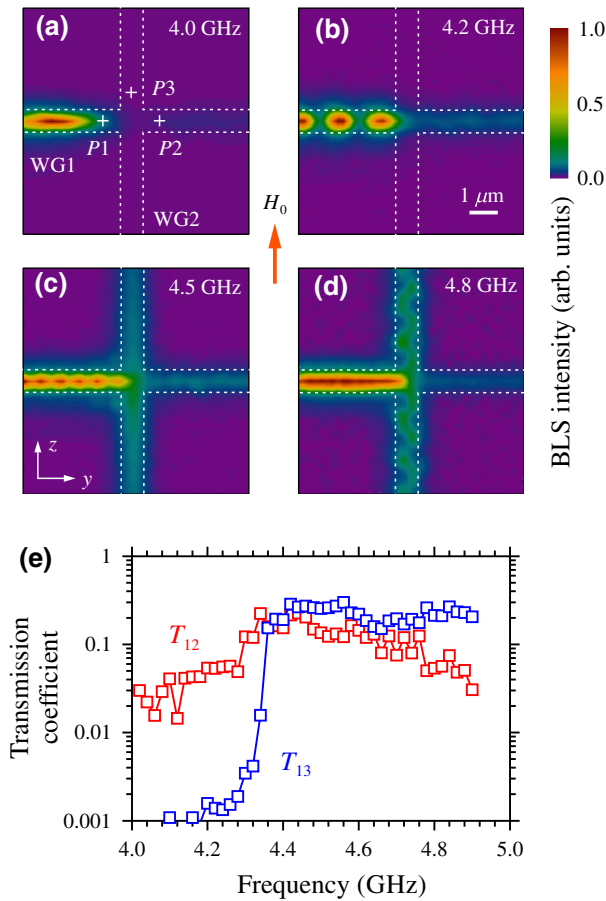 (a) 4.0 GHz
P3
P1 P2
WG1
WG2
(b) 4.2 GHz
1 μm
H0
(c) 4.5 GHz
z
y
(d) 4.8 GHz
1.0
0.5
0.0
BLS intensity (arb. units)
(e)
Transmission
coefficient
1
0.1
0.01
0.001
T12
T13
4.0 4.2 4.4 4.6 4.8 5.0
Frequency (GHz)